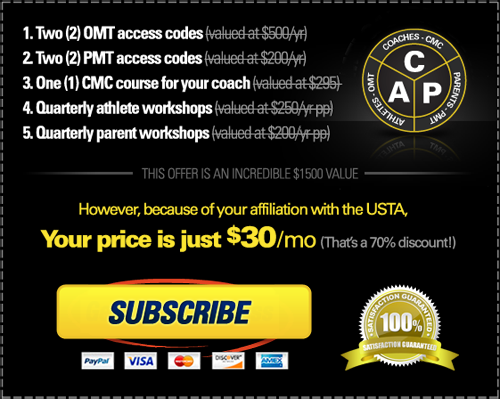 1. Two (2) OMT access codes (valued at $500/yr)
2. Two (2) PMT access codes (valued at $200/yr)
3. One (1) CMC course for your coach (valued at $295)
4. Quarterly athlete workshops (valued at $250/yr pp)
5. Quarterly parent workshops (valued at $200/yr pp)
COACHES - CMC
ATHLETES - OMT
PARENTS - PMT
C
A P
THIS OFFER IS AN INCREDIBLE $1500 VALUE
However, because of your affiliation with the USTA,
Your price is just $30/mo (That's a 70% discount!)
SUBSCRIBE
PayPal VISA MasterCard DISCOVER AMEX
SATISFACTION GUARANTEED
100%
SATISFACTION GUARANTEED